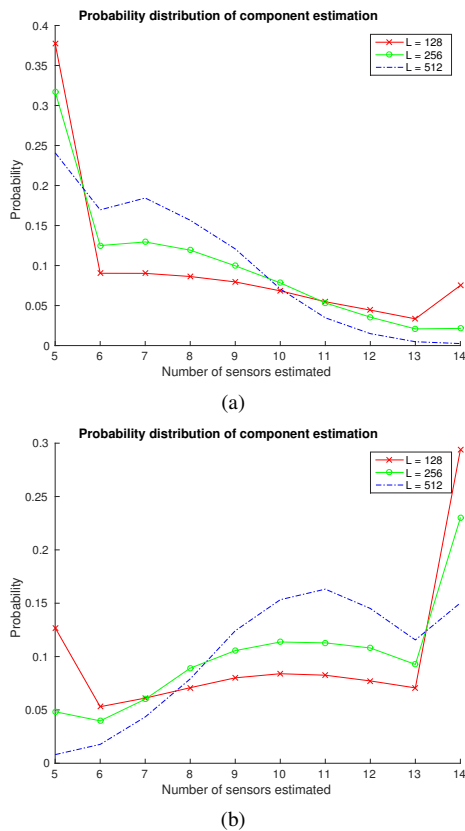 Probability distribution of component estimation
0.4
0.35
0.3
0.25
0.2
0.15
0.1
0.05
0
Probability
L = 128
L = 256
L = 512
5 6 7 8 9 10 11 12 13 14
Number of sensors estimated
(a)
Probability distribution of component estimation
0.3
0.25
0.2
0.15
0.1
0.05
0
Probability
L = 128
L = 256
L = 512
5 6 7 8 9 10 11 12 13 14
Number of sensors estimated
(b)